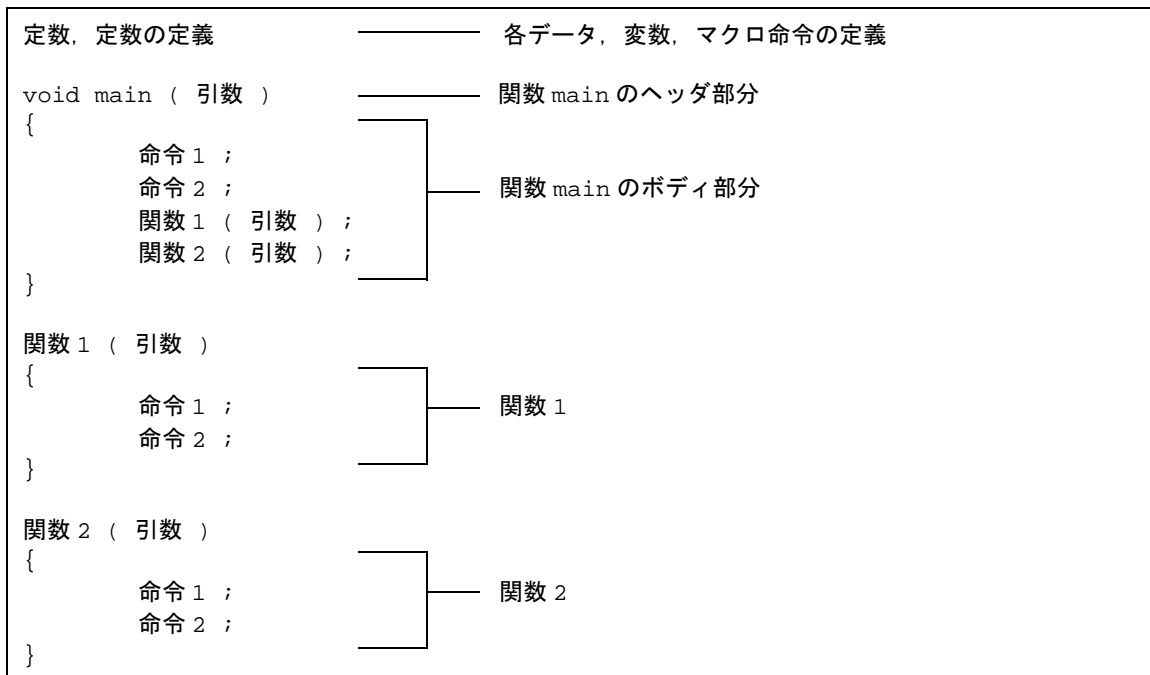 定数，定数の定義 各データ，変数，マクロ命令の定義
void main ( 引数 ) 関数 main のヘッダ部分
{
命令 1 ;
命令 2 ; 関数 main のボディ部分
関数 1 ( 引数 ) ;
関数 2 ( 引数 ) ;
}
関数 1 ( 引数 )
{
命令 1 ; 関数 1
命令 2 ;
}
関数 2 ( 引数 )
{
命令 1 ; 関数 2
命令 2 ;
}